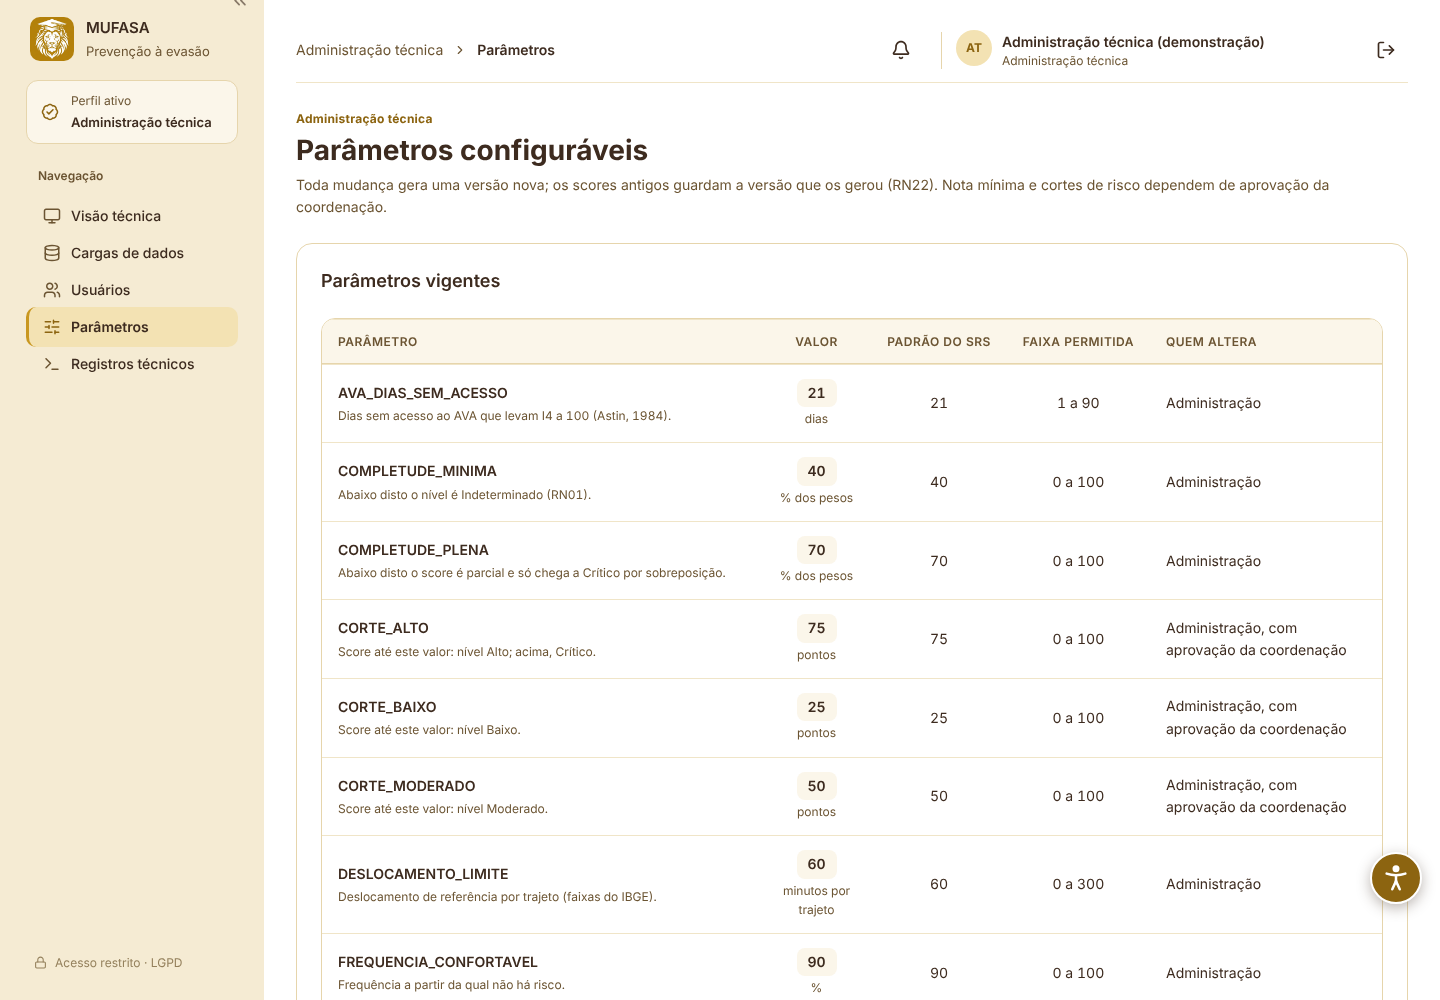 MUFASA
Prevenção à evasão
Perfil ativo
Administração técnica
Navegação
Visão técnica
Cargas de dados
Usuários
Parâmetros
Registros técnicos
Acesso restrito · LGPD
Administração técnica > Parâmetros
AT
Administração técnica (demonstração)
Administração técnica
Administração técnica
Parâmetros configuráveis
Toda mudança gera uma versão nova; os scores antigos guardam a versão que os gerou (RN22). Nota mínima e cortes de risco dependem de aprovação da
coordenação.
Parâmetros vigentes
PARÂMETRO VALOR PADRÃO DO SRS FAIXA PERMITIDA QUEM ALTERA
AVA_DIAS_SEM_ACESSO
Dias sem acesso ao AVA que levam I4 a 100 (Astin, 1984).
21
dias
21
1 a 90
Administração
COMPLETUDE_MINIMA
Abaixo disto o nível é Indeterminado (RN01).
40
% dos pesos
40
0 a 100
Administração
COMPLETUDE_PLENA
Abaixo disto o score é parcial e só chega a Crítico por sobreposição.
70
% dos pesos
70
0 a 100
Administração
CORTE_ALTO
Score até este valor: nível Alto; acima, Crítico.
75
pontos
75
0 a 100
Administração, com
aprovação da coordenação
CORTE_BAIXO
Score até este valor: nível Baixo.
25
pontos
25
0 a 100
Administração, com
aprovação da coordenação
CORTE_MODERADO
Score até este valor: nível Moderado.
50
pontos
50
0 a 100
Administração, com
aprovação da coordenação
DESLOCAMENTO_LIMITE
Deslocamento de referência por trajeto (faixas do IBGE).
60
minutos por
trajeto
60
0 a 300
Administração
FREQUENCIA_CONFORTAVEL
Frequência a partir da qual não há risco.
90
%
90
0 a 100
Administração